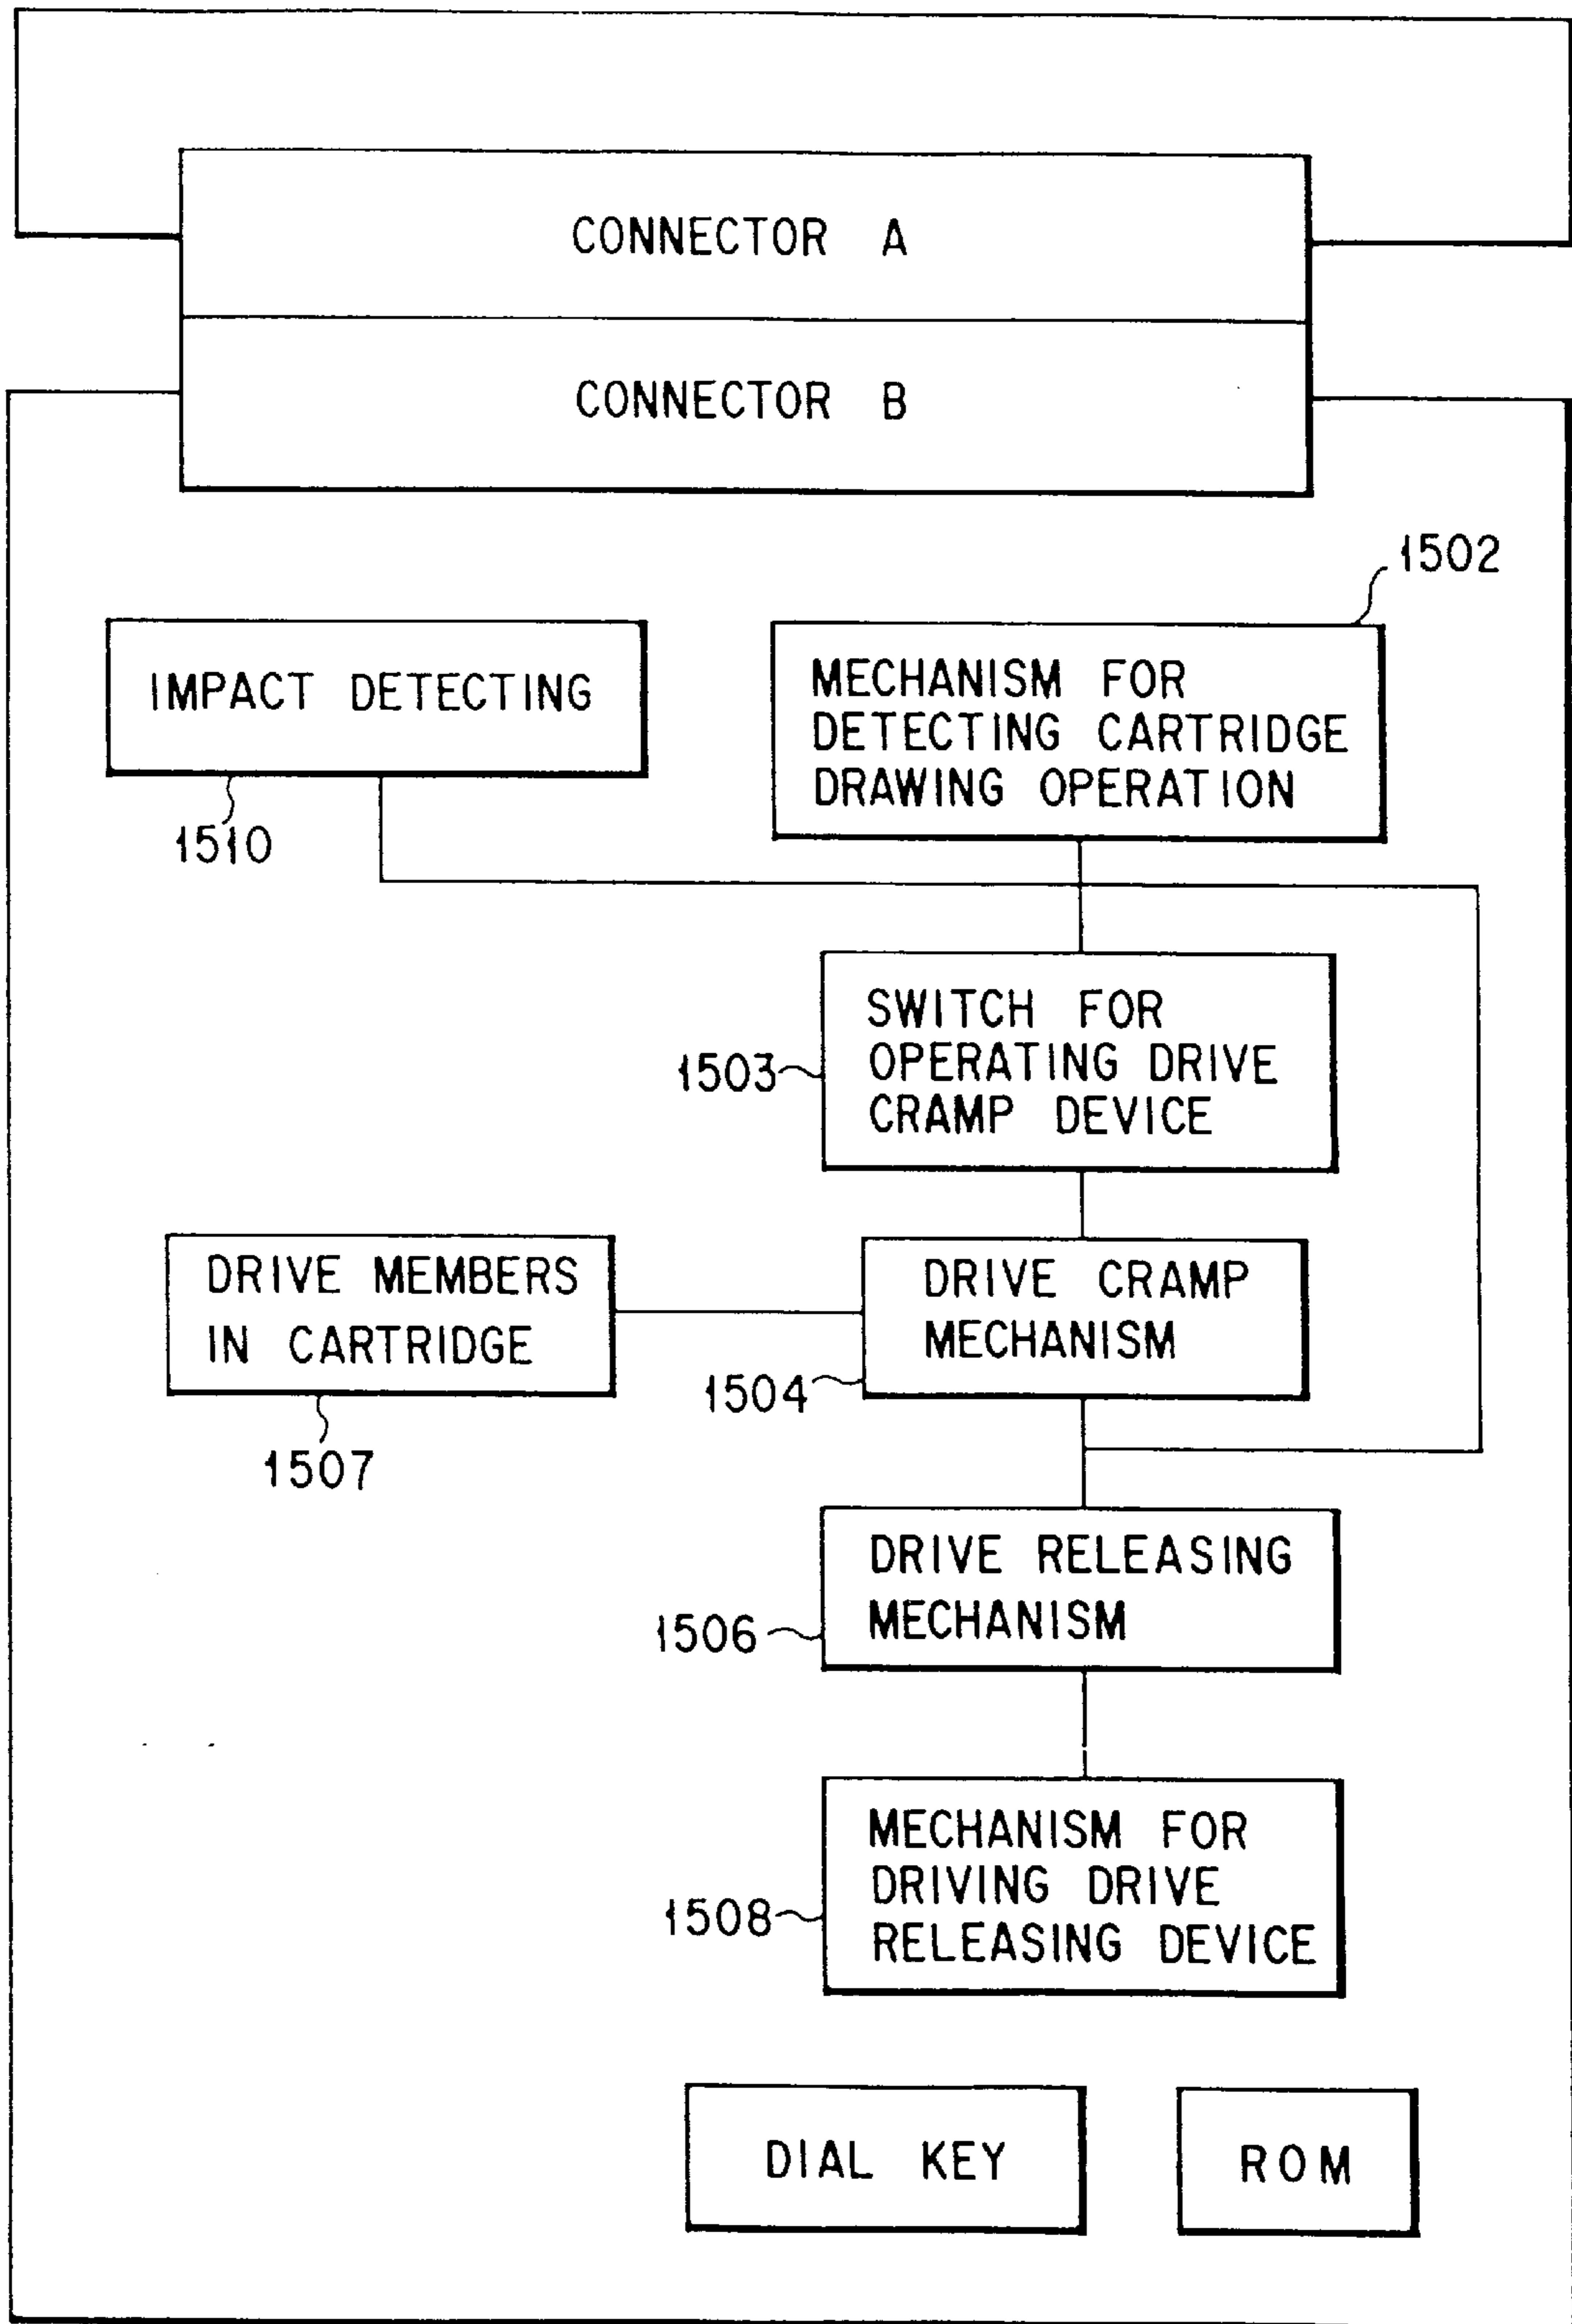 CONNECTOR A
CONNECTOR B
1502
IMPACT DETECTING
1510
MECHANISM FOR
DETECTING CARTRIDGE
DRAWING OPERATION
SWITCH FOR
OPERATING DRIVE
CRAMP DEVICE
1503
DRIVE MEMBERS
IN CARTRIDGE
1507
DRIVE CRAMP
MECHANISM
1504
DRIVE RELEASING
MECHANISM
1506
MECHANISM FOR
DRIVING DRIVE
RELEASING DEVICE
1508
DIAL KEY
ROM